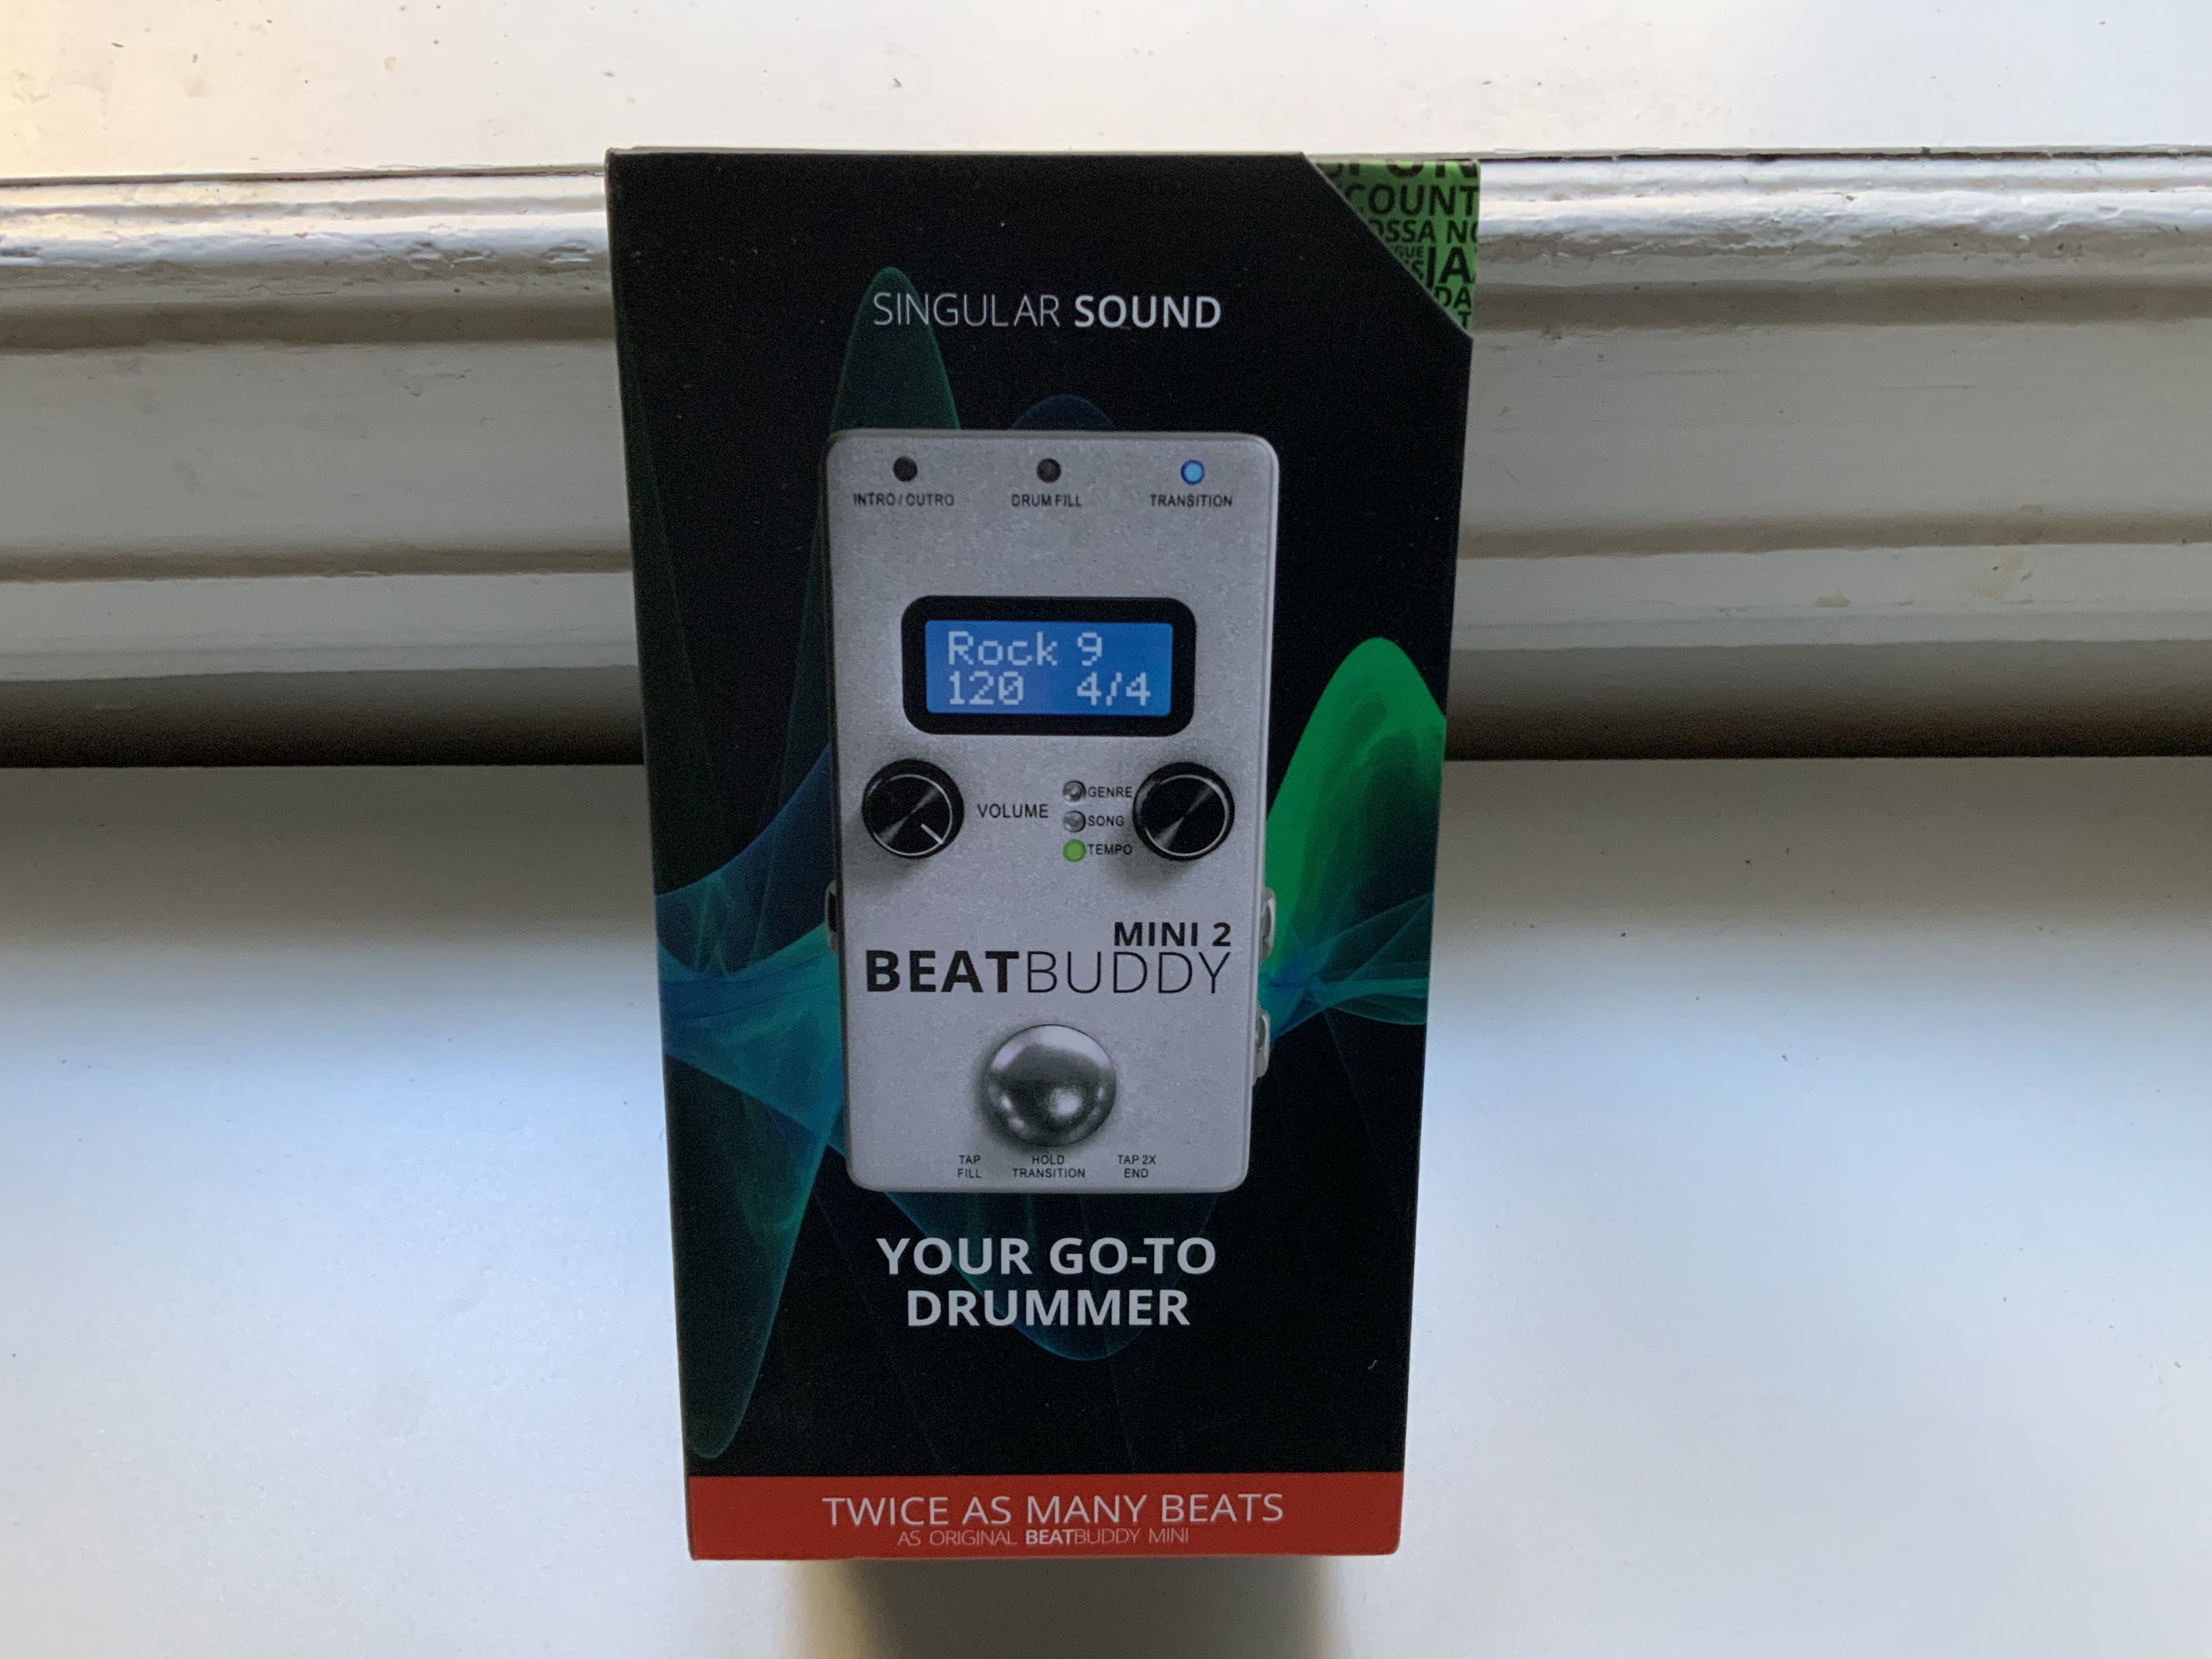 COUNT
SINGULAR SOUND
INTRO / OUTRO DRUM FILL TRANSITION
Rock 9
120 4/4
VOLUME
GENRE
SONG
TEMPO
MINI 2
BEATBUDDY
TAP HOLD TAP 2X
FILL TRANSITION END
YOUR GO-TO
DRUMMER
TWICE AS MANY BEATS
AS ORIGINAL BEATBUDDY MINI